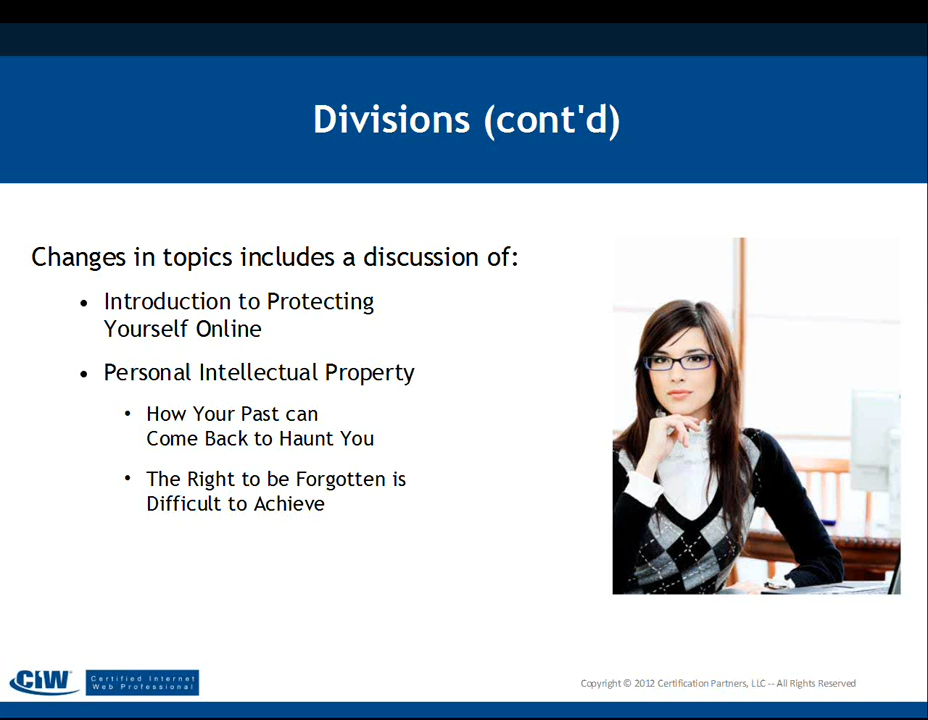 Divisions (cont'd)
Changes in topics includes a discussion of:
• Introduction to Protecting
Yourself Online
• Personal Intellectual Property
• How Your Past can
Come Back to Haunt You
• The Right to be Forgotten is
Difficult to Achieve
CIW
Certified Internet
Web Professional
Copyright © 2012 Certification Partners, LLC -- All Rights Reserved